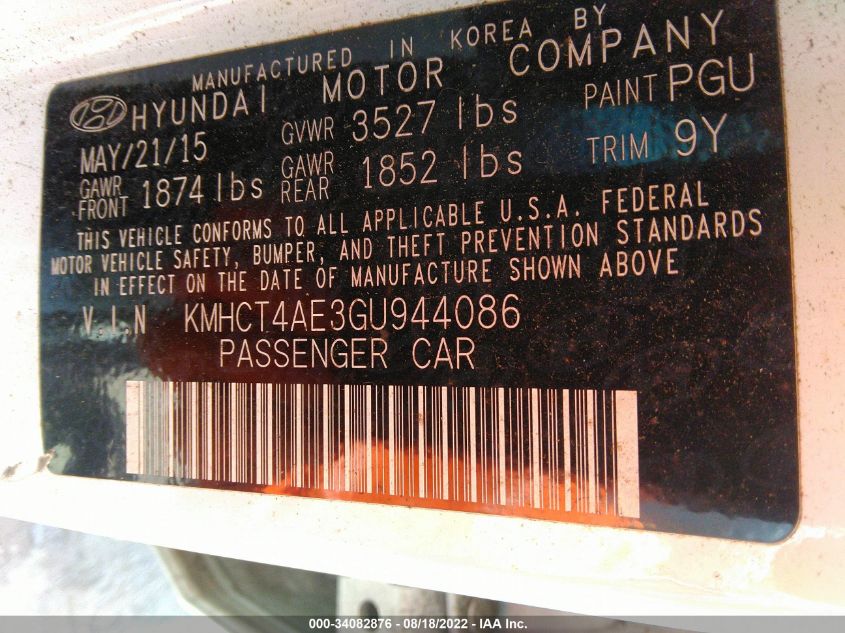 MANUFACTURED IN KOREA BY
HYUNDAI MOTOR COMPANY
MAY/21/15 GVWR 3527 lbs PAINT PGU
GAWR FRONT 1874 lbs GAWR REAR 1852 lbs TRIM 9Y
THIS VEHICLE CONFORMS TO ALL APPLICABLE U.S.A. FEDERAL
MOTOR VEHICLE SAFETY, BUMPER, AND THEFT PREVENTION STANDARDS
IN EFFECT ON THE DATE OF MANUFACTURE SHOWN ABOVE
V.I.N KMHCT4AE3GU944086
PASSENGER CAR
000-34082876 - 08/18/2022 - IAA Inc.